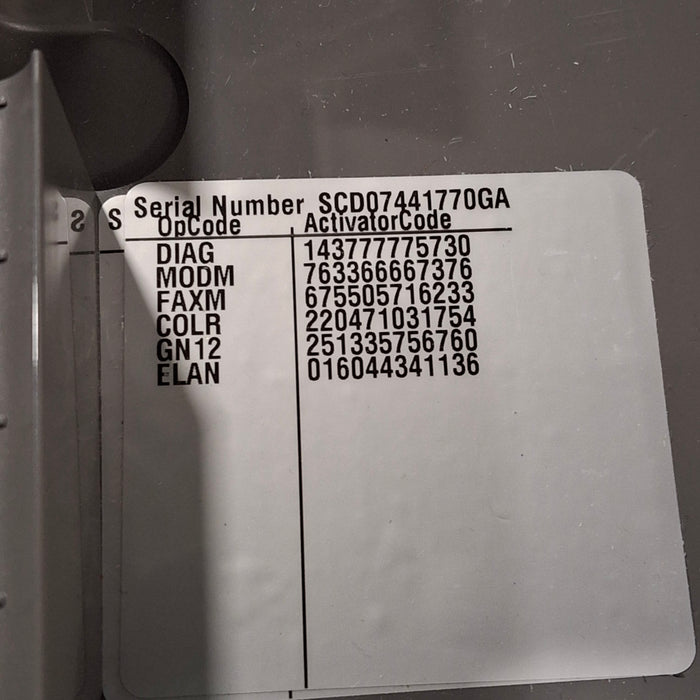 Serial Number SCD07441770GA
OpCode ActivatorCode
DIAG 143777775730
MODM 763366667376
FAXM 675505716233
COLR 220471031754
GN12 251335756760
ELAN 016044341136
S
S